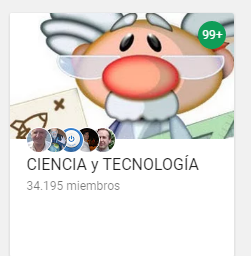 99+
CIENCIA y TECNOLOGÍA
34.195 miembros